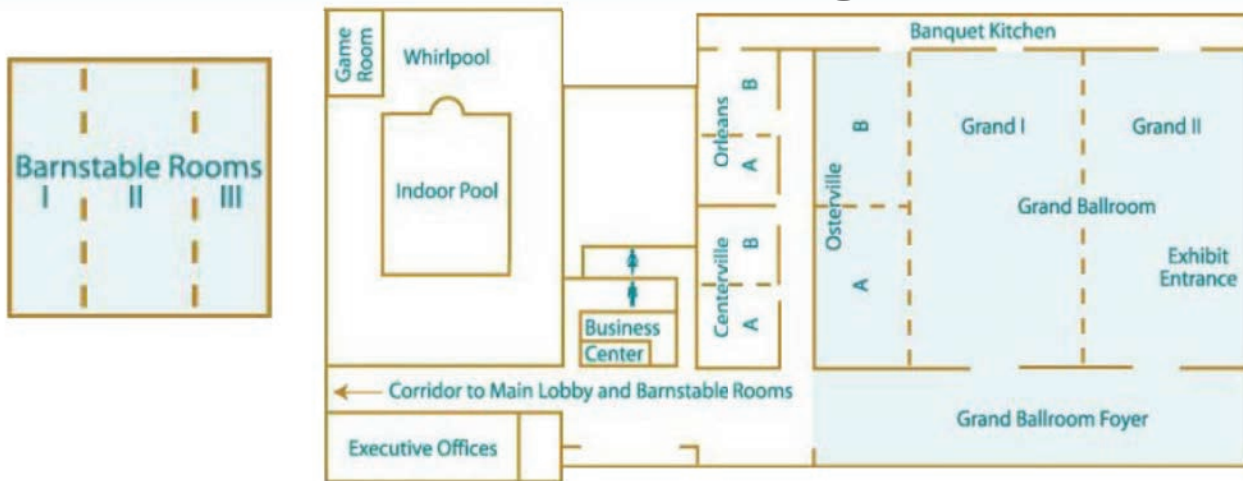 Barnstable Rooms
I II III
Game
Room
Whirlpool
Indoor Pool
Business
Center
Corridor to Main Lobby and Barnstable Rooms
Executive Offices
Orleans
B
A
Centerville
B
A
Banquet Kitchen
Osterville
B
A
Grand I
Grand II
Grand Ballroom
Exhibit
Entrance
Grand Ballroom Foyer